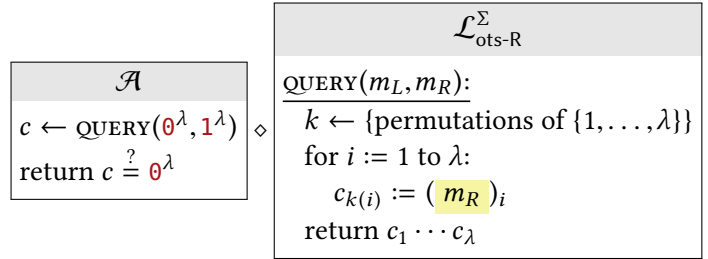 𝒜
c ← QUERY(0^λ, 1^λ)
return c ≟ 0^λ
⋄
ℒ^Σ_ots-R
QUERY(m_L, m_R):
k ← {permutations of {1, . . . , λ}}
for i := 1 to λ:
c_k(i) := ( m_R )_i
return c_1 · · · c_λ